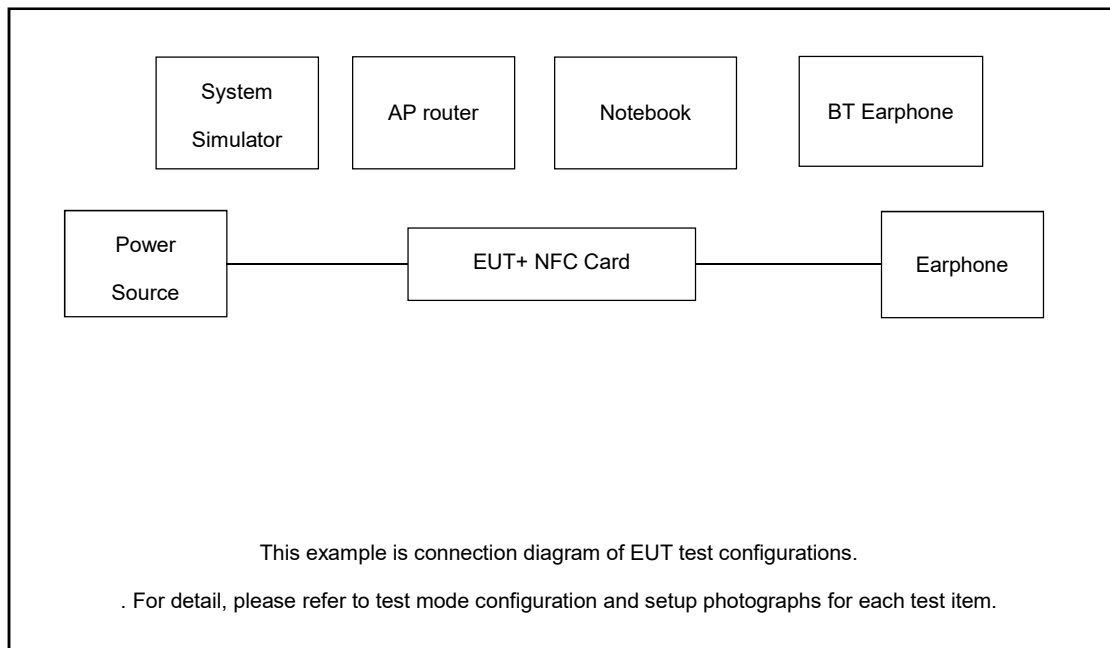 System
Simulator
AP router
Notebook
BT Earphone
Power
Source
EUT+ NFC Card
Earphone
This example is connection diagram of EUT test configurations.
. For detail, please refer to test mode configuration and setup photographs for each test item.